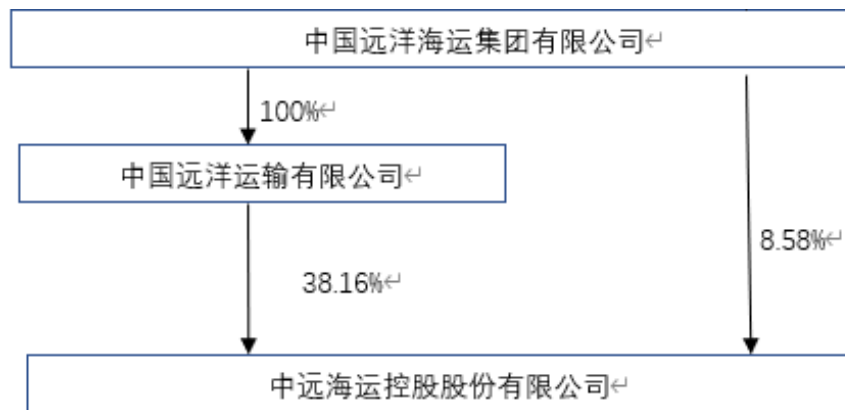 中国远洋海运集团有限公司↵
100%↵
中国远洋运输有限公司↵
8.58%↵
38.16%↵
中远海运控股股份有限公司↵